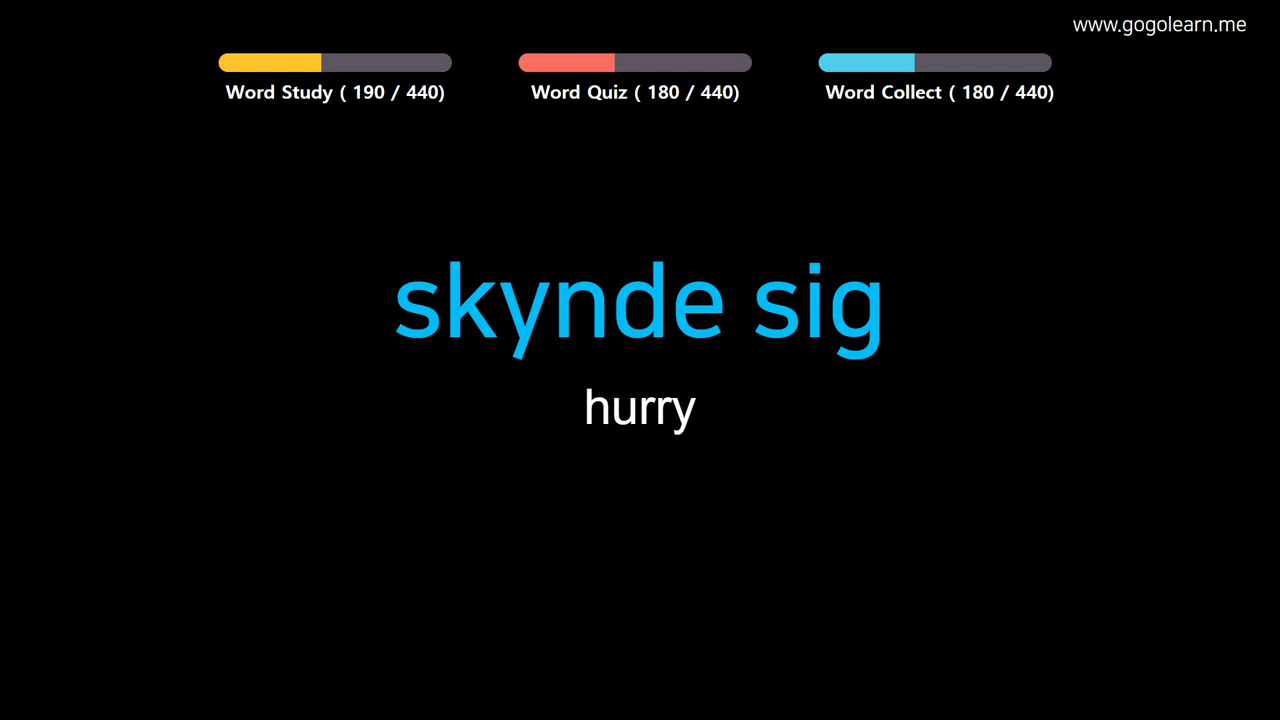 www.gogolearn.me
Word Study ( 190 / 440)
Word Quiz ( 180 / 440)
Word Collect ( 180 / 440)
skynde sig
hurry